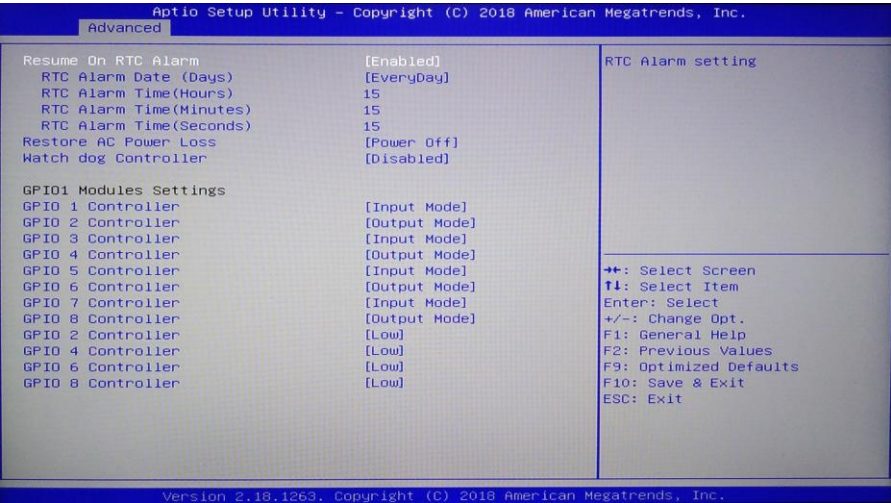 Aptio Setup Utility – Copyright (C) 2018 American Megatrends, Inc.
Advanced
Resume On RTC Alarm [Enabled]
RTC Alarm Date (Days) [EveryDay]
RTC Alarm Time(Hours) 15
RTC Alarm Time(Minutes) 15
RTC Alarm Time(Seconds) 15
Restore AC Power Loss [Power Off]
Watch dog Controller [Disabled]
GPIO1 Modules Settings
GPIO 1 Controller [Input Mode]
GPIO 2 Controller [Output Mode]
GPIO 3 Controller [Input Mode]
GPIO 4 Controller [Output Mode]
GPIO 5 Controller [Input Mode]
GPIO 6 Controller [Output Mode]
GPIO 7 Controller [Input Mode]
GPIO 8 Controller [Output Mode]
GPIO 2 Controller [Low]
GPIO 4 Controller [Low]
GPIO 6 Controller [Low]
GPIO 8 Controller [Low]
RTC Alarm setting
→←: Select Screen
↑↓: Select Item
Enter: Select
+/-: Change Opt.
F1: General Help
F2: Previous Values
F9: Optimized Defaults
F10: Save & Exit
ESC: Exit
Version 2.18.1263. Copyright (C) 2018 American Megatrends, Inc.